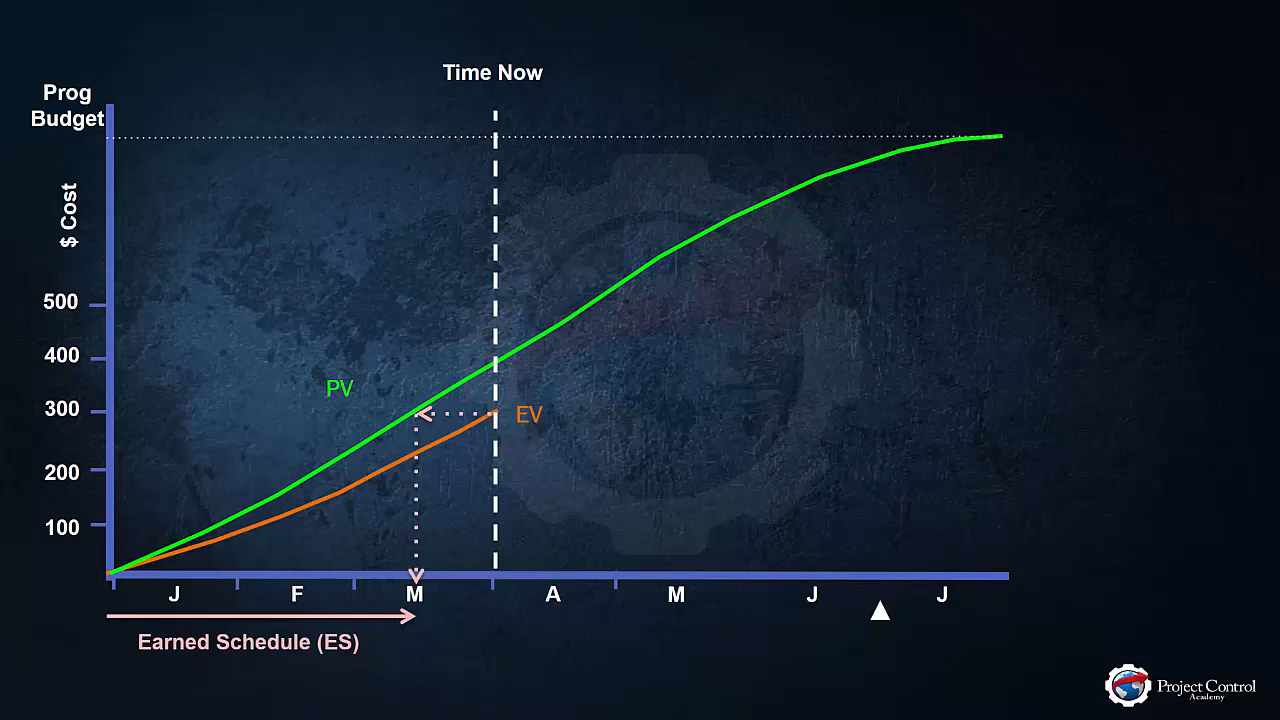 Time Now
Prog
Budget
$ Cost
500
400
300
200
100
PV
EV
J F M A M J J
Earned Schedule (ES)
Project Control
Academy